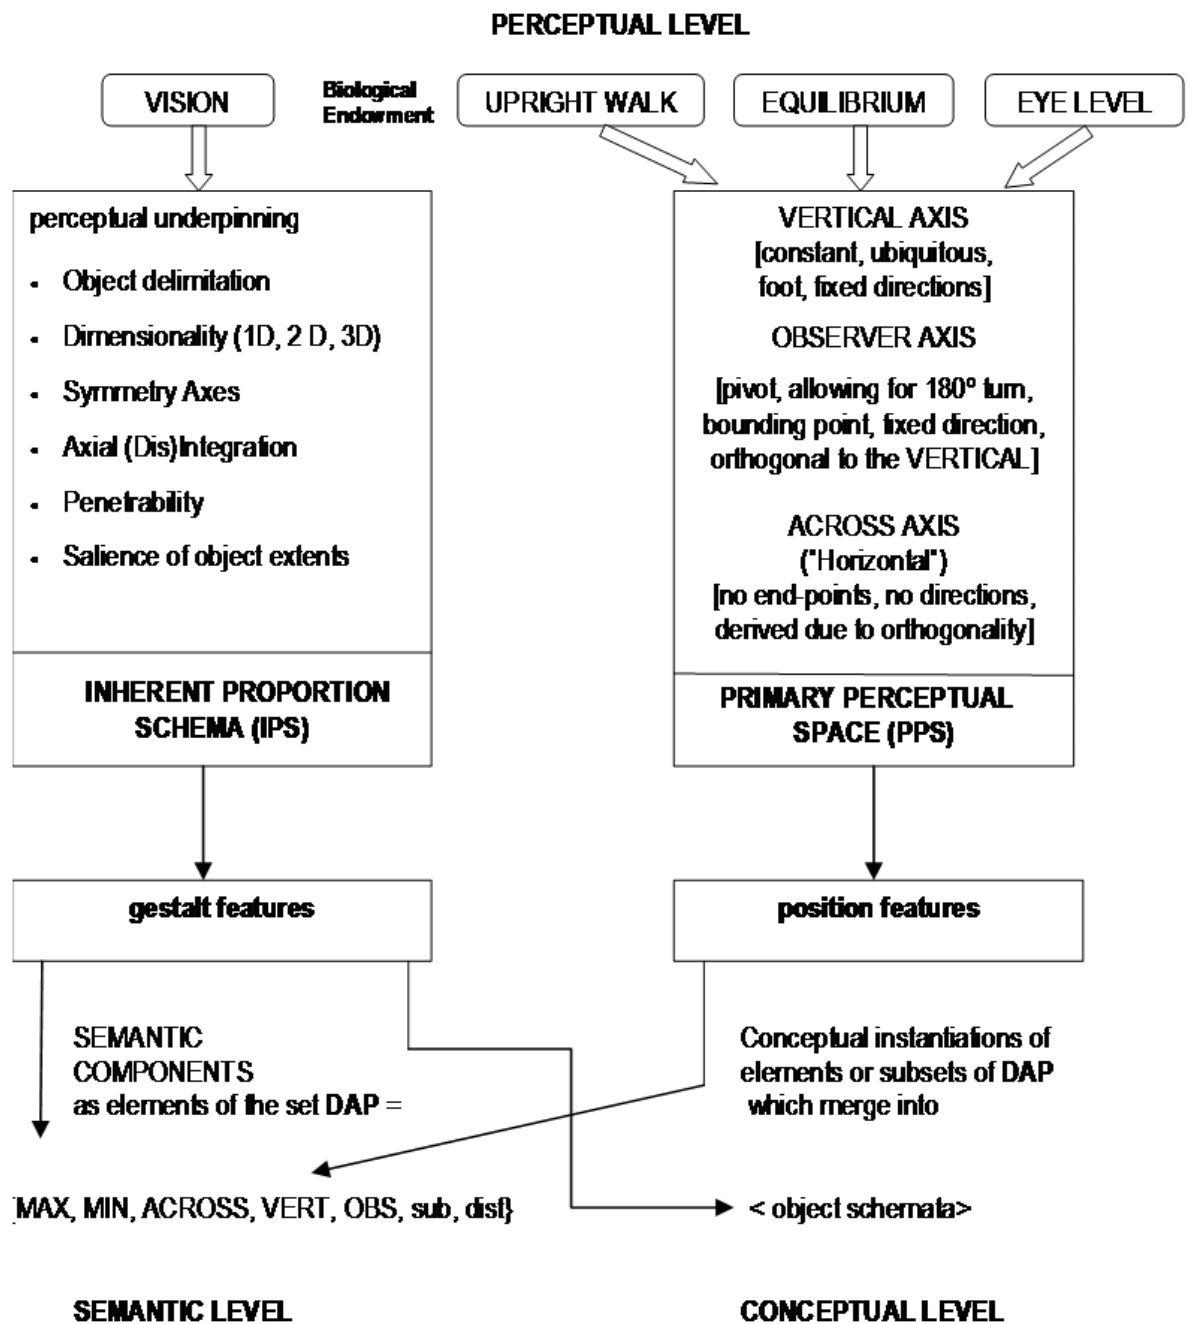 PERCEPTUAL LEVEL
VISION
Biological
Endowment
UPRIGHT WALK
EQUILIBRIUM
EYE LEVEL
perceptual underpinning
• Object delimitation
• Dimensionality (1D, 2 D, 3D)
• Symmetry Axes
• Axial (Dis)Integration
• Penetrability
• Salience of object extents
INHERENT PROPORTION
SCHEMA (IPS)
VERTICAL AXIS
[constant, ubiquitous,
foot, fixed directions]
OBSERVER AXIS
[pivot, allowing for 180º turn,
bounding point, fixed direction,
orthogonal to the VERTICAL]
ACROSS AXIS
("Horizontal")
[no end-points, no directions,
derived due to orthogonality]
PRIMARY PERCEPTUAL
SPACE (PPS)
gestalt features
position features
SEMANTIC
COMPONENTS
as elements of the set DAP =
Conceptual instantiations of
elements or subsets of DAP
which merge into
{MAX, MIN, ACROSS, VERT, OBS, sub, dist}
< object schemata>
SEMANTIC LEVEL
CONCEPTUAL LEVEL